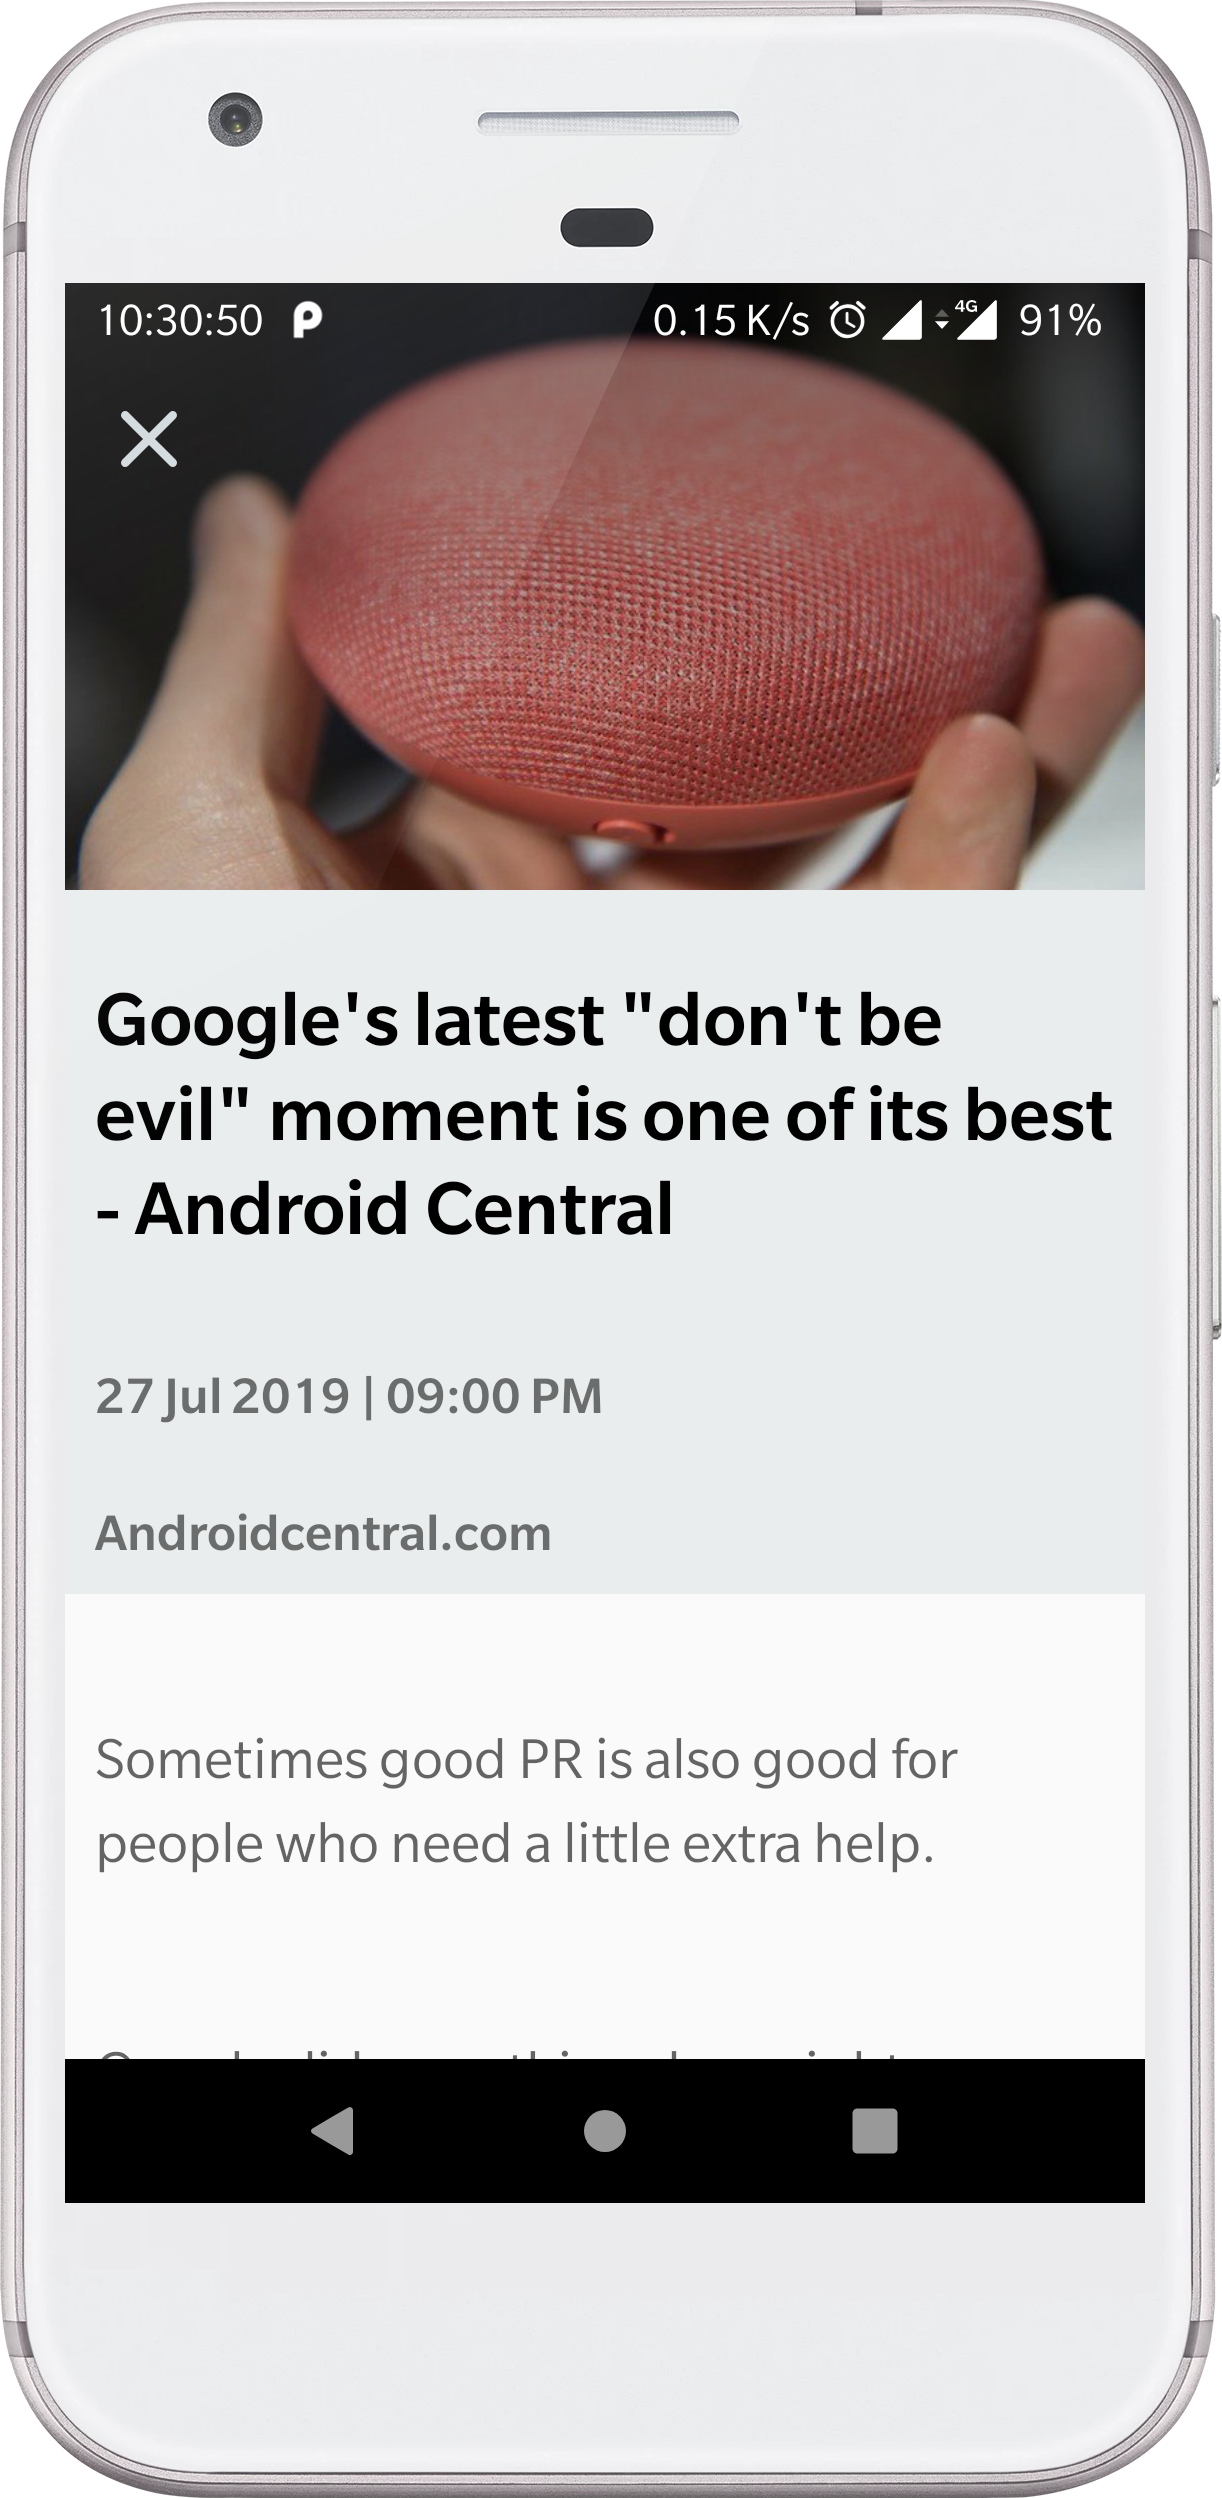 10:30:50 0.15 K/s 4G 91%
Google's latest "don't be
evil" moment is one of its best
- Android Central
27 Jul 2019 | 09:00 PM
Androidcentral.com
Sometimes good PR is also good for
people who need a little extra help.